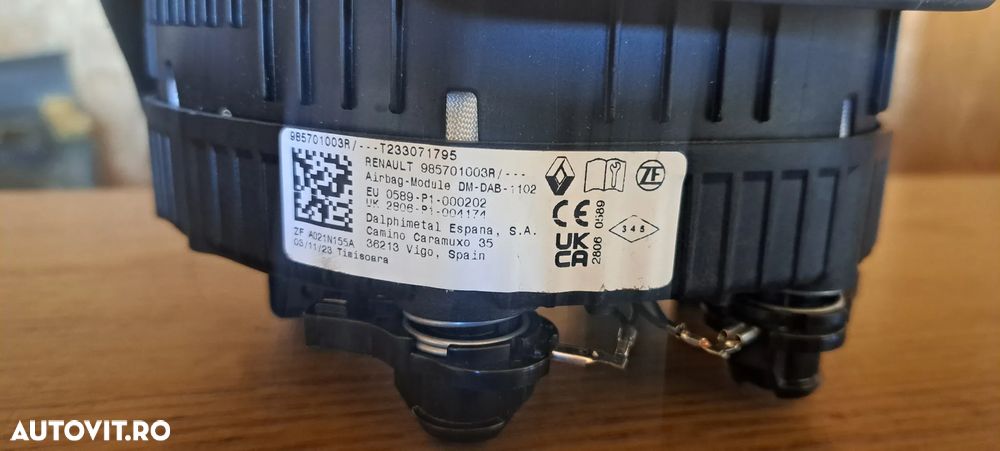 985701003R/---T233071795
RENAULT 985701003R/---
Airbag-Module DM-DAB-1102
EU 0589-P1-000202
UK 2806-P1-004174
Dalphimetal Espana, S.A.
Camino Caramuxo 35
36213 Vigo, Spain
ZF A021N155A
03/11/23 Timisoara
ZF
CE
UK
CA
2806 0589
345
AUTOVIT.RO